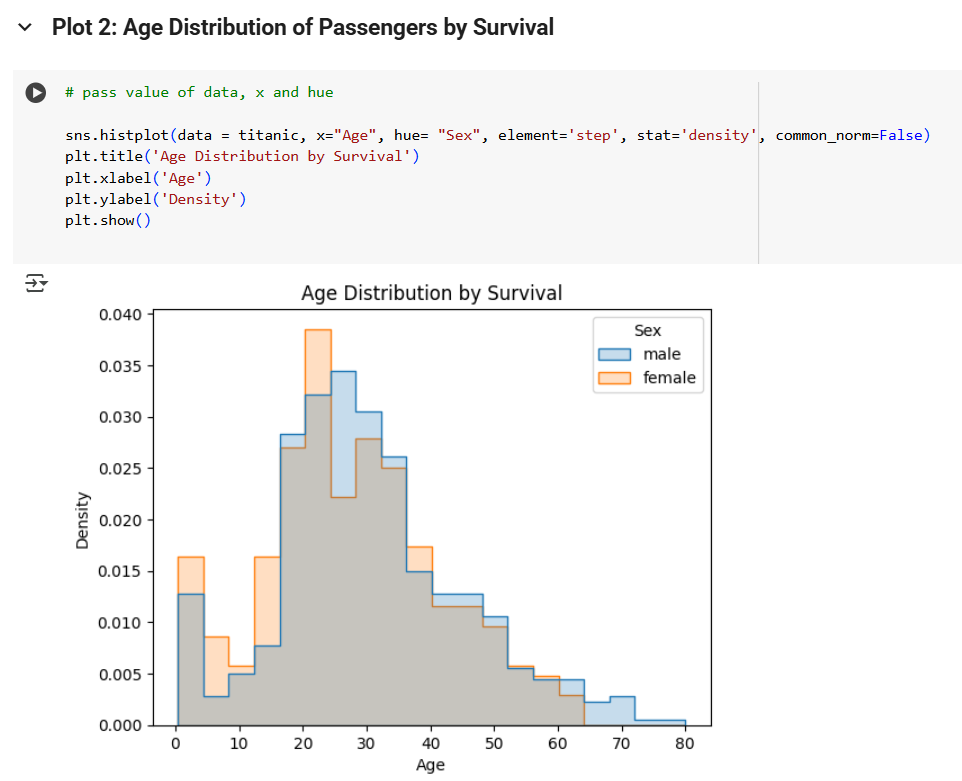 Plot 2: Age Distribution of Passengers by Survival
# pass value of data, x and hue
sns.histplot(data = titanic, x="Age", hue= "Sex", element='step', stat='density', common_norm=False)
plt.title('Age Distribution by Survival')
plt.xlabel('Age')
plt.ylabel('Density')
plt.show()
Age Distribution by Survival
Sex
male
female
Density
0.040
0.035
0.030
0.025
0.020
0.015
0.010
0.005
0.000
0 10 20 30 40 50 60 70 80
Age